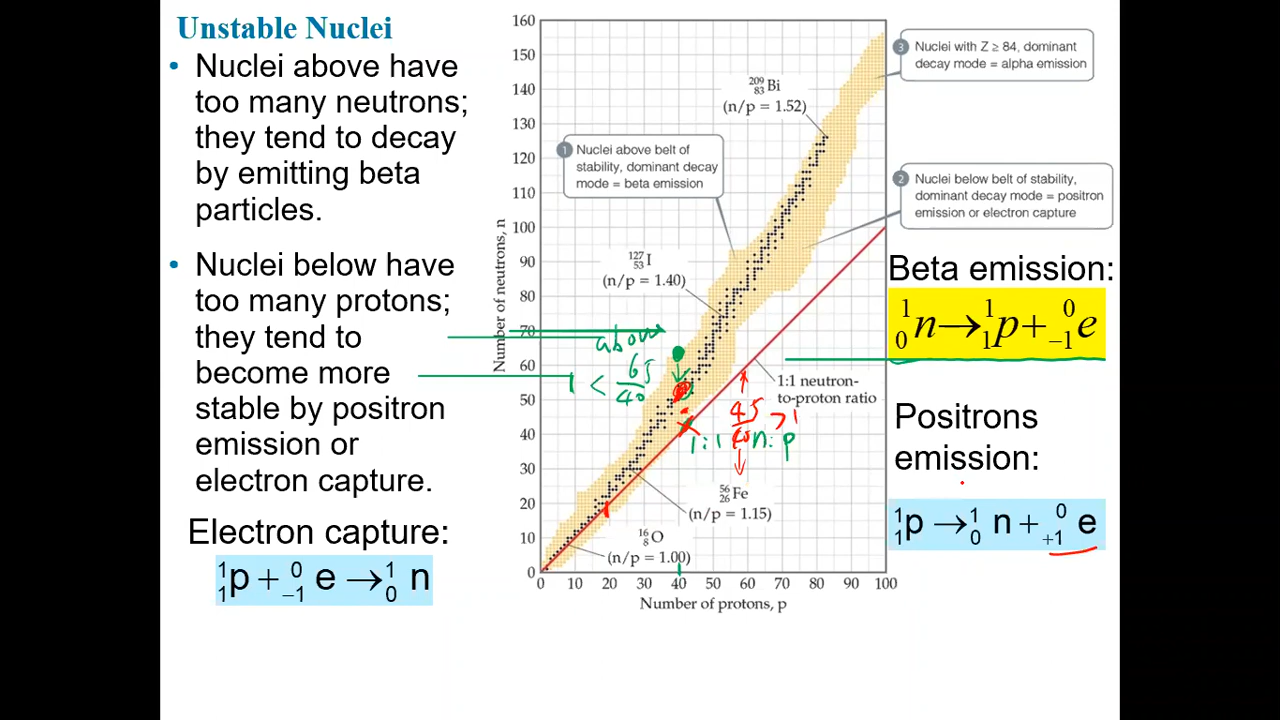 Unstable Nuclei
• Nuclei above have
too many neutrons;
they tend to decay
by emitting beta
particles.
• Nuclei below have
too many protons;
they tend to
become more
stable by positron
emission or
electron capture.
Electron capture:
¹₁p + ⁰₋₁e → ¹₀n
Number of neutrons, n
160
150
140
130
120
110
100
90
80
70
60
50
40
30
20
10
0
0 10 20 30 40 50 60 70 80 90 100
Number of protons, p
²⁰⁹₈₃Bi
(n/p = 1.52)
1 Nuclei above belt of
stability, dominant decay
mode = beta emission)
¹²⁷₅₃I
(n/p = 1.40)
above
1 < 65/40
45/40 >1
1:1 n:p
1:1 neutron-
to-proton ratio
⁵⁶₂₆Fe
(n/p = 1.15)
¹⁶₈O
(n/p = 1.00)
3 Nuclei with Z ≥ 84, dominant
decay mode = alpha emission
2 Nuclei below belt of stability,
dominant decay mode = positron
emission or electron capture
Beta emission:
¹₀n→¹₁p+⁰₋₁e
Positrons
emission:
¹₁p → ¹₀n + ⁰₊₁e